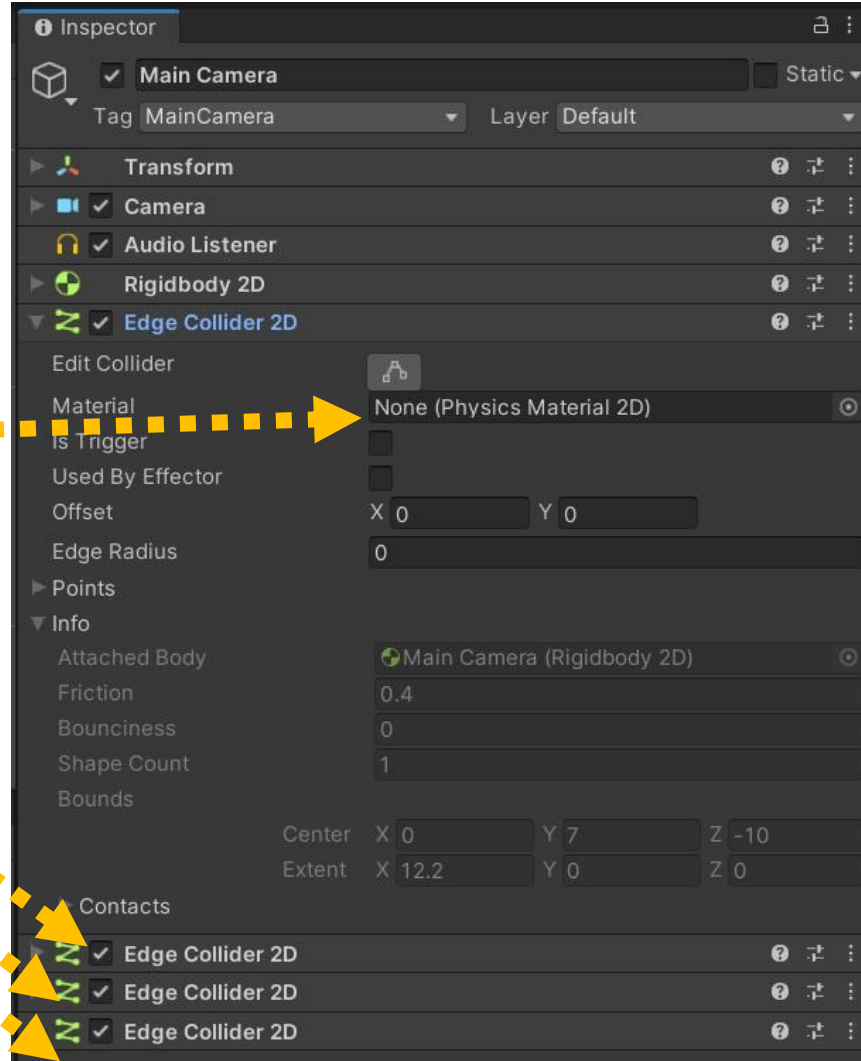 Inspector
Main Camera Static
Tag MainCamera Layer Default
Transform
Camera
Audio Listener
Rigidbody 2D
Edge Collider 2D
Edit Collider
Material None (Physics Material 2D)
Is Trigger
Used By Effector
Offset X 0 Y 0
Edge Radius 0
Points
Info
Attached Body Main Camera (Rigidbody 2D)
Friction 0.4
Bounciness 0
Shape Count 1
Bounds
Center X 0 Y 7 Z -10
Extent X 12.2 Y 0 Z 0
Contacts
Edge Collider 2D
Edge Collider 2D
Edge Collider 2D